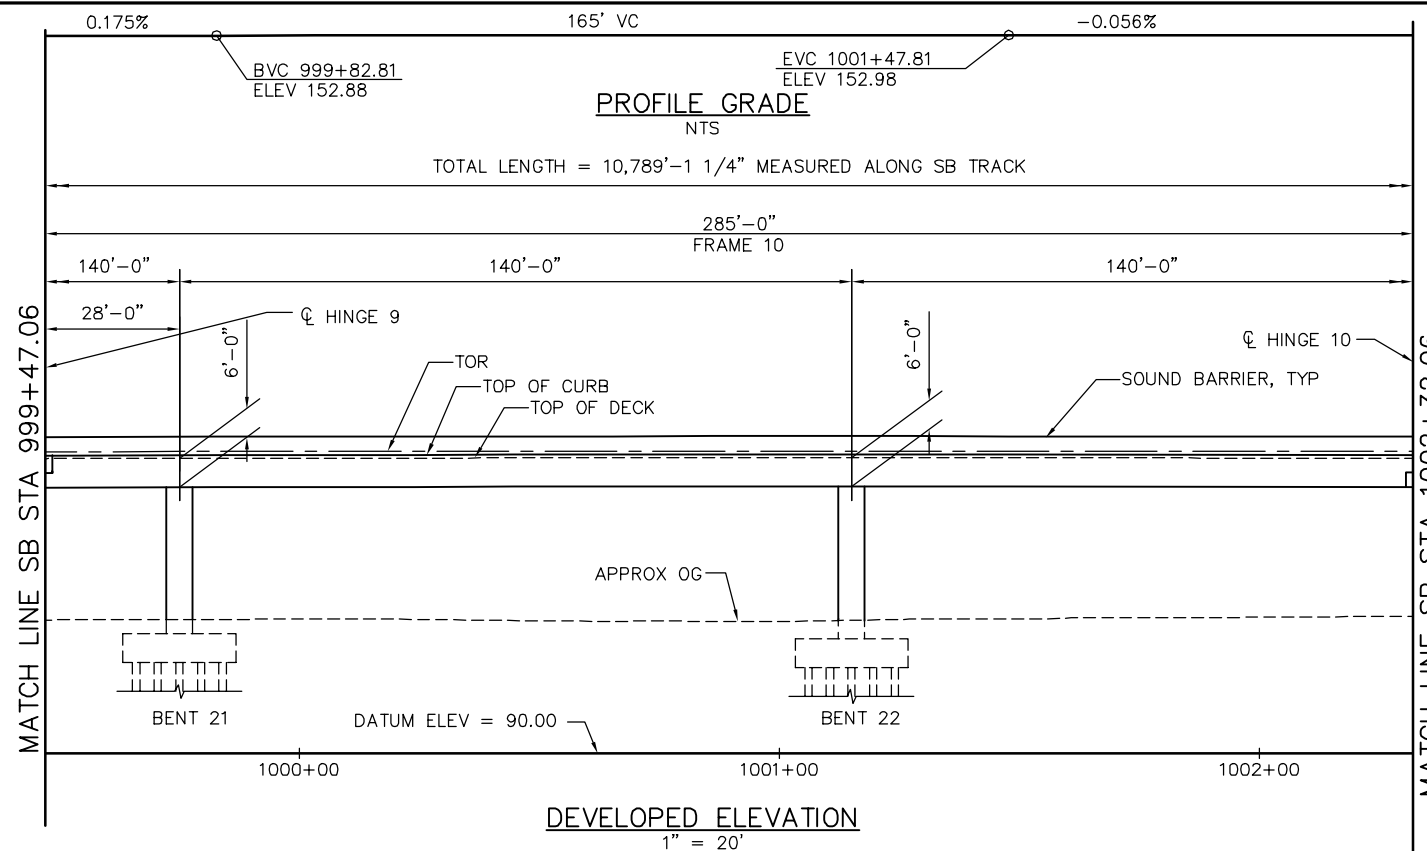 0.175%
165' VC
-0.056%
BVC 999+82.81
ELEV 152.88
EVC 1001+47.81
ELEV 152.98
PROFILE GRADE
NTS
TOTAL LENGTH = 10,789'-1 1/4" MEASURED ALONG SB TRACK
285'-0"
FRAME 10
140'-0"
140'-0"
140'-0"
28'-0"
℄ HINGE 9
6'-0"
6'-0"
℄ HINGE 10
TOR
TOP OF CURB
TOP OF DECK
SOUND BARRIER, TYP
MATCH LINE SB STA 999+47.06
MATCH LINE SB STA
APPROX OG
BENT 21
BENT 22
DATUM ELEV = 90.00
1000+00
1001+00
1002+00
DEVELOPED ELEVATION
1" = 20'